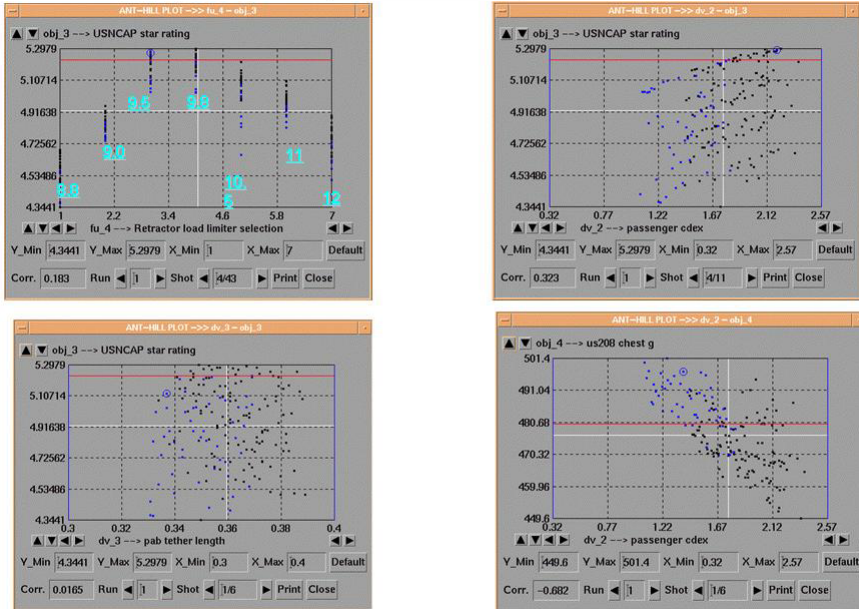 ANT-HILL PLOT ->> fu_4 ~ obj_3
obj_3 --> USNCAP star rating
5.2979
5.10714
4.91638
4.72562
4.53486
4.3441
9.5
9.8
9.0
11
8.8
10.
5
12
1 2.2 3.4 4.6 5.8 7
fu_4 --> Retractor load limiter selection
Y_Min 4.3441 Y_Max 5.2979 X_Min 1 X_Max 7 Default
Corr. 0.183 Run 1 Shot 4/43 Print Close
ANT-HILL PLOT ->> dv_2 ~ obj_3
obj_3 --> USNCAP star rating
5.2979
5.10714
4.91638
4.72562
4.53486
4.3441
0.32 0.77 1.22 1.67 2.12 2.57
dv_2 --> passenger cdex
Y_Min 4.3441 Y_Max 5.2979 X_Min 0.32 X_Max 2.57 Default
Corr. 0.323 Run 1 Shot 4/11 Print Close
ANT-HILL PLOT ->> dv_3 ~ obj_3
obj_3 --> USNCAP star rating
5.2979
5.10714
4.91638
4.72562
4.53486
4.3441
0.3 0.32 0.34 0.36 0.38 0.4
dv_3 --> pab tether length
Y_Min 4.3441 Y_Max 5.2979 X_Min 0.3 X_Max 0.4 Default
Corr. 0.0165 Run 1 Shot 1/6 Print Close
ANT-HILL PLOT ->> dv_2 ~ obj_4
obj_4 --> us208 chest g
501.4
491.04
480.68
470.32
459.96
449.6
0.32 0.77 1.22 1.67 2.12 2.57
dv_2 --> passenger cdex
Y_Min 449.6 Y_Max 501.4 X_Min 0.32 X_Max 2.57 Default
Corr. -0.682 Run 1 Shot 1/6 Print Close